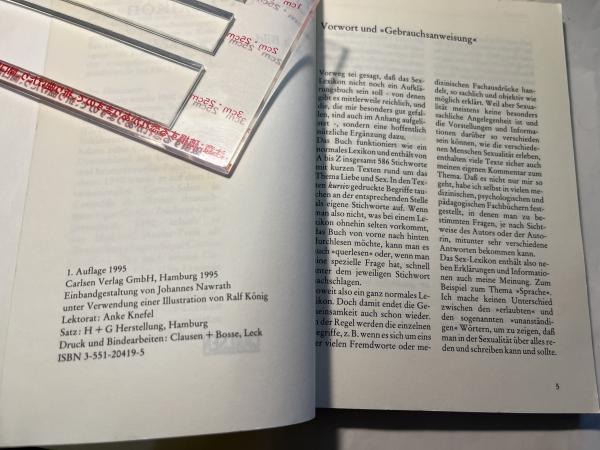 1. Auflage 1995
Carlsen Verlag GmbH, Hamburg 1995
Einbandgestaltung von Johannes Nawrath
unter Verwendung einer Illustration von Ralf König
Lektorat: Anke Knefel
Satz: H + G Herstellung, Hamburg
Druck und Bindearbeiten: Clausen + Bosse, Leck
ISBN 3-551-20419-5
Vorwort und »Gebrauchsanweisung«
Vorweg sei gesagt, daß das Sex-
Lexikon nicht noch ein Aufklä-
rungsbuch sein soll - von denen
gibt es mittlerweile reichlich, und
die, die mir besonders gut gefal-
len, sind auch im Anhang aufgelis-
tet -, sondern eine hoffentlich
nützliche Ergänzung dazu.
Das Buch funktioniert wie ein
normales Lexikon und enthält von
A bis Z insgesamt 586 Stichworte
mit kurzen Texten rund um das
Thema Liebe und Sex. In den Tex-
ten kursiv gedruckte Begriffe tau-
chen an der entsprechenden Stelle
als eigene Stichworte auf. Wenn
man also nicht, was bei einem Le-
xikon ohnehin selten vorkommt,
das Buch von vorne nach hinten
durchlesen möchte, kann man es
auch »querlesen« oder, wenn man
eine spezielle Frage hat, schnell
unter dem jeweiligen Stichwort
nachschlagen.
Soweit also ein ganz normales Le-
xikon. Doch damit endet die Ge-
meinsamkeit auch schon wieder.
In der Regel werden die einzelnen
Begriffe, z. B. wenn es sich um eins
der vielen Fremdworte oder me-
dizinischen Fachausdrücke han-
delt, so sachlich und objektiv wie
möglich erklärt. Weil aber Sexua-
lität meistens keine besonders
sachliche Angelegenheit ist und
die Vorstellungen und Informa-
tionen darüber so verschieden
sein können, wie die verschiede-
nen Menschen Sexualität erleben,
enthalten viele Texte sicher auch
meinen eigenen Kommentar zum
Thema. Daß es nicht nur mir so
geht, habe ich selbst in vielen me-
dizinischen, psychologischen und
pädagogischen Fachbüchern fest-
gestellt, in denen man zu be-
stimmten Fragen, je nach Sicht-
weise des Autors oder der Auto-
rin, mitunter sehr verschiedene
Antworten bekommen kann.
Das Sex-Lexikon enthält also ne-
ben Erklärungen und Informatio-
nen auch meine Meinung. Zum
Beispiel zum Thema »Sprache«.
Ich mache keinen Unterschied
zwischen den »erlaubten« und
den sogenannten »unanständi-
gen« Wörtern, um zu zeigen, daß
man in der Sexualität über alles re-
den und schreiben kann und sollte.
5